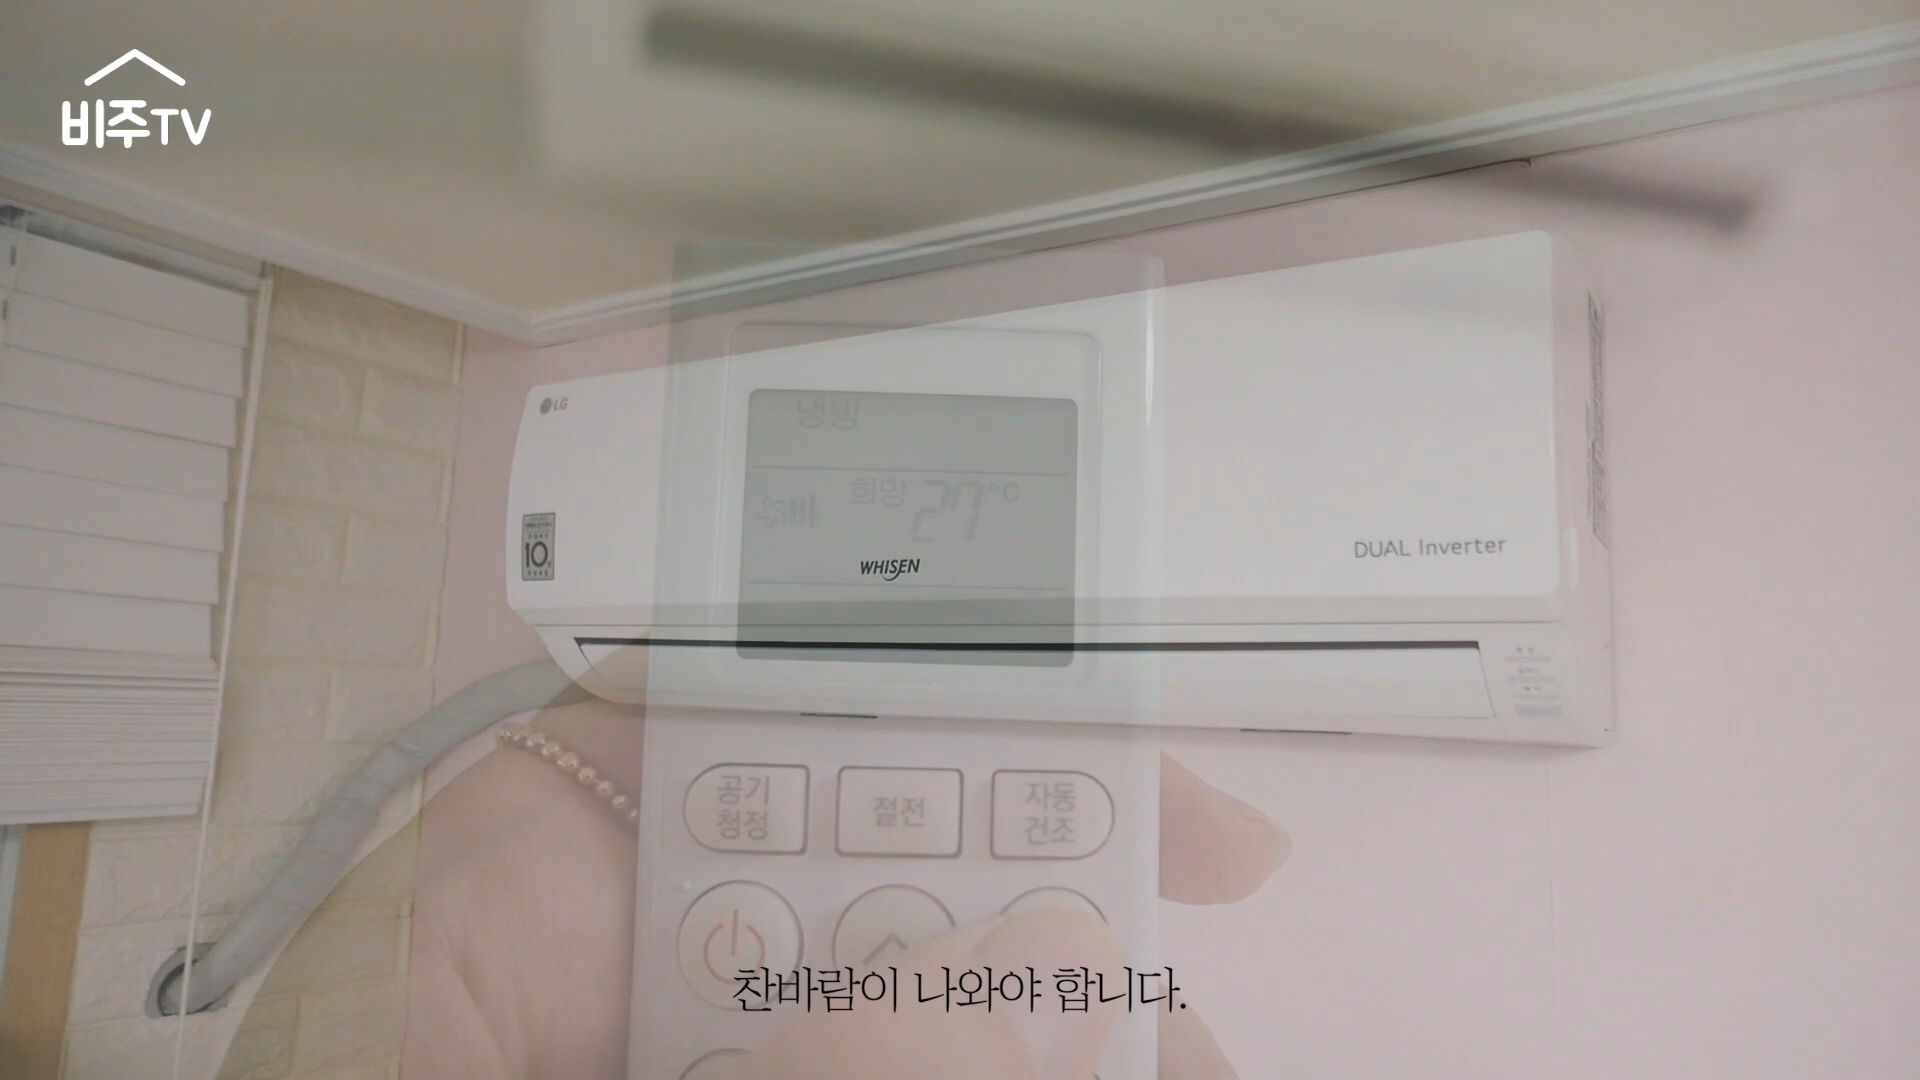 비주TV
LG
냉방
희망 27°C
10
DUAL Inverter
WHISEN
공기
청정
절전
자동
건조
찬바람이 나와야 합니다.